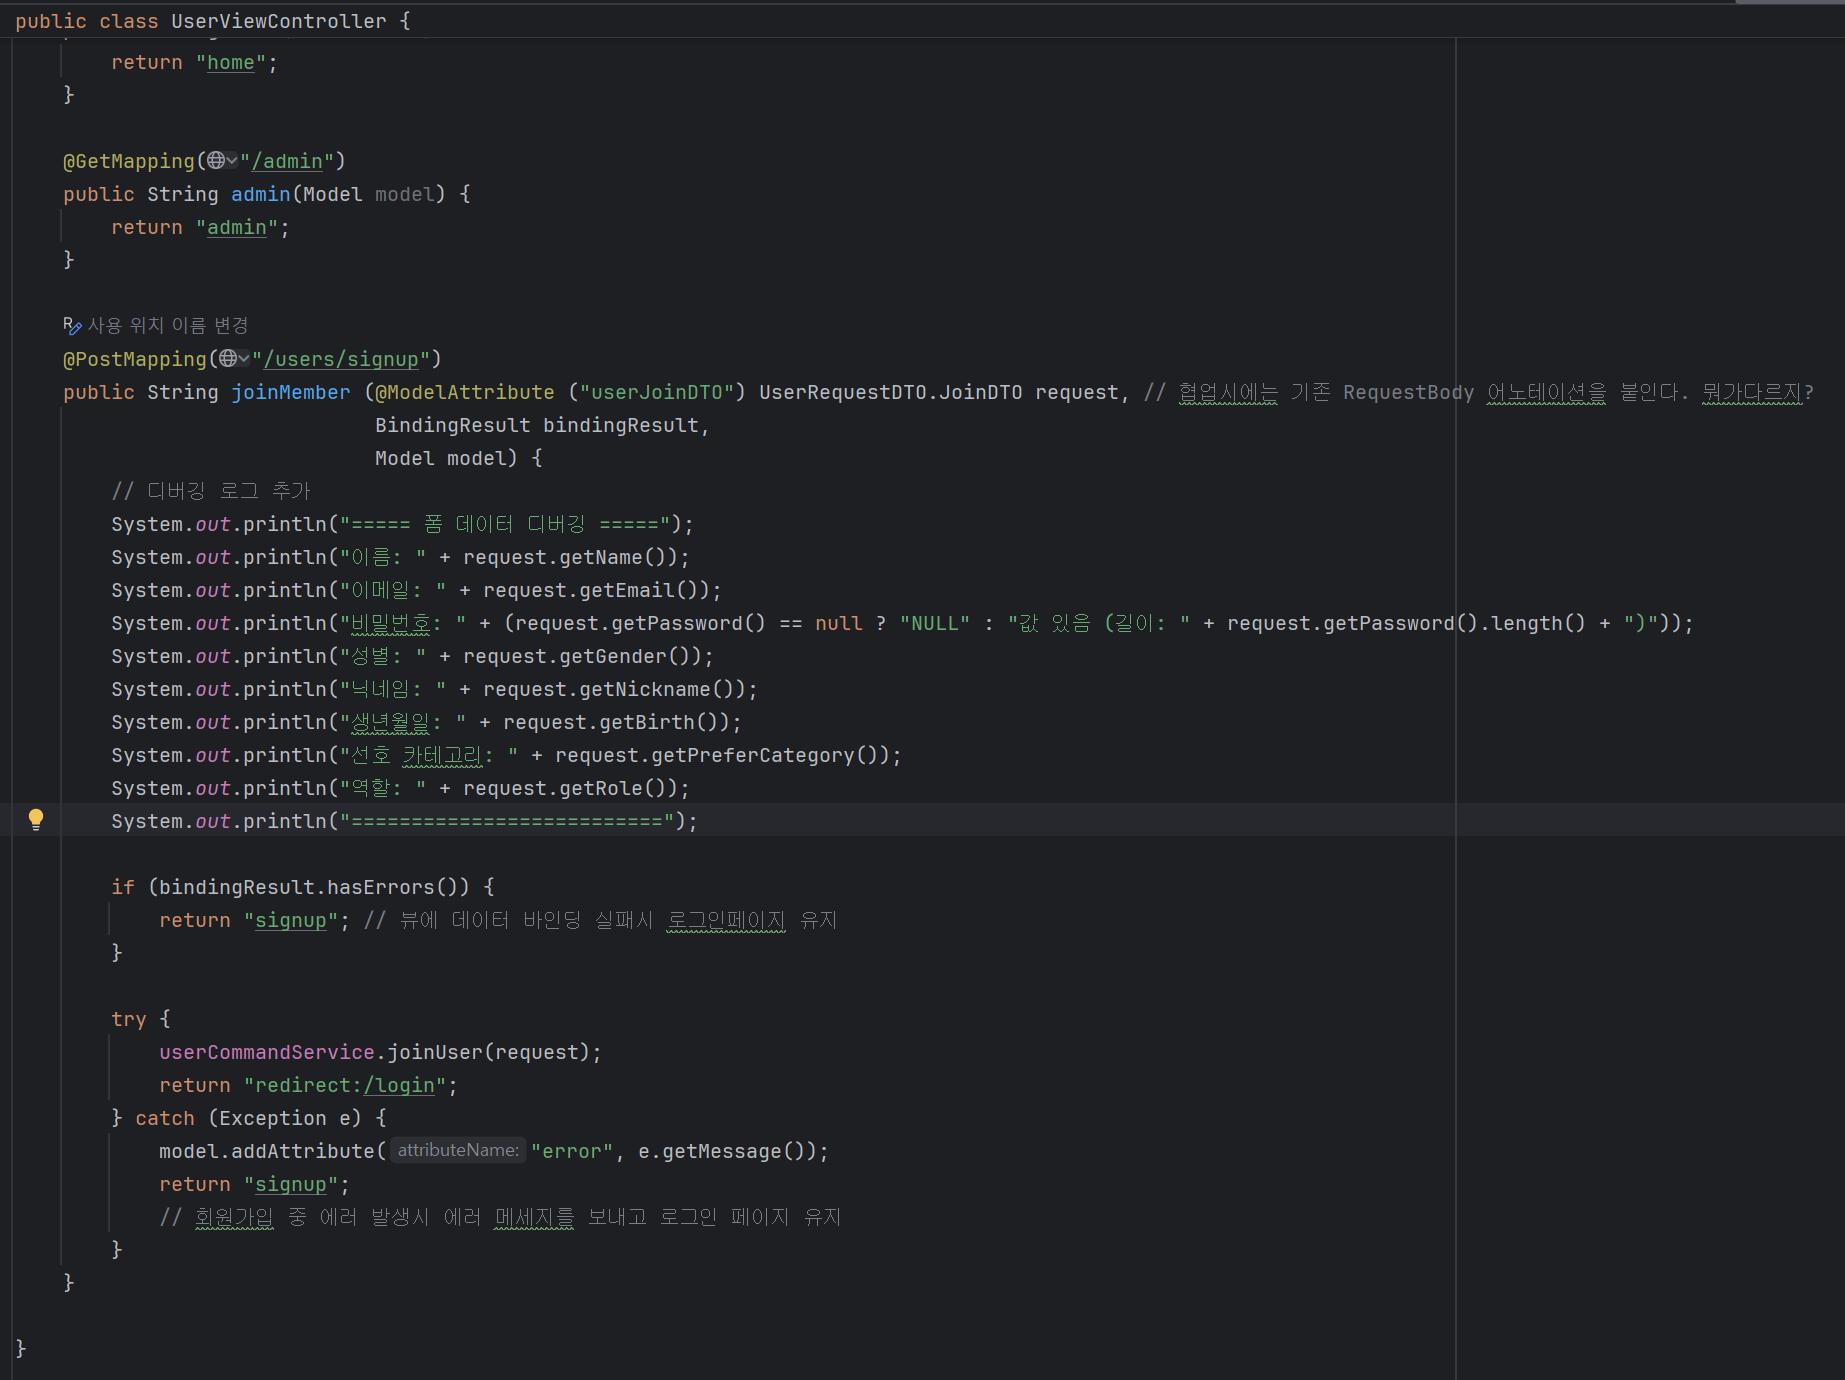 public class UserViewController {
        return "home";
    }

    @GetMapping("/admin")
    public String admin(Model model) {
        return "admin";
    }

    사용 위치 이름 변경
    @PostMapping("/users/signup")
    public String joinMember (@ModelAttribute ("userJoinDTO") UserRequestDTO.JoinDTO request, // 협업시에는 기존 RequestBody 어노테이션을 붙인다. 뭐가다르지?
                              BindingResult bindingResult,
                              Model model) {
        // 디버깅 로그 추가
        System.out.println("===== 폼 데이터 디버깅 =====");
        System.out.println("이름: " + request.getName());
        System.out.println("이메일: " + request.getEmail());
        System.out.println("비밀번호: " + (request.getPassword() == null ? "NULL" : "값 있음 (길이: " + request.getPassword().length() + ")"));
        System.out.println("성별: " + request.getGender());
        System.out.println("닉네임: " + request.getNickname());
        System.out.println("생년월일: " + request.getBirth());
        System.out.println("선호 카테고리: " + request.getPreferCategory());
        System.out.println("역할: " + request.getRole());
        System.out.println("==========================");

        if (bindingResult.hasErrors()) {
            return "signup"; // 뷰에 데이터 바인딩 실패시 로그인페이지 유지
        }

        try {
            userCommandService.joinUser(request);
            return "redirect:/login";
        } catch (Exception e) {
            model.addAttribute( attributeName: "error", e.getMessage());
            return "signup";
            // 회원가입 중 에러 발생시 에러 메세지를 보내고 로그인 페이지 유지
        }
    }

}